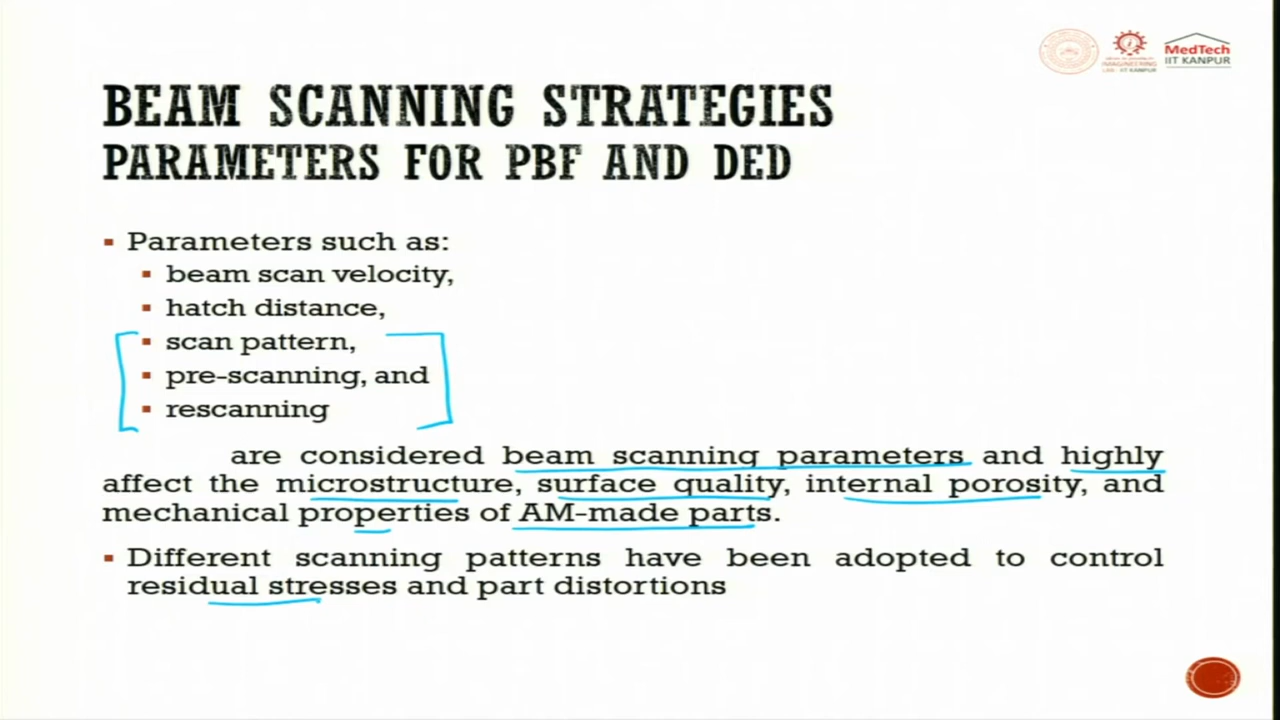 MedTech
IIT KANPUR
BEAM SCANNING STRATEGIES
PARAMETERS FOR PBF AND DED
Parameters such as:
beam scan velocity,
hatch distance,
scan pattern,
pre-scanning, and
rescanning
are considered beam scanning parameters and highly
affect the microstructure, surface quality, internal porosity, and
mechanical properties of AM-made parts.
Different scanning patterns have been adopted to control
residual stresses and part distortions